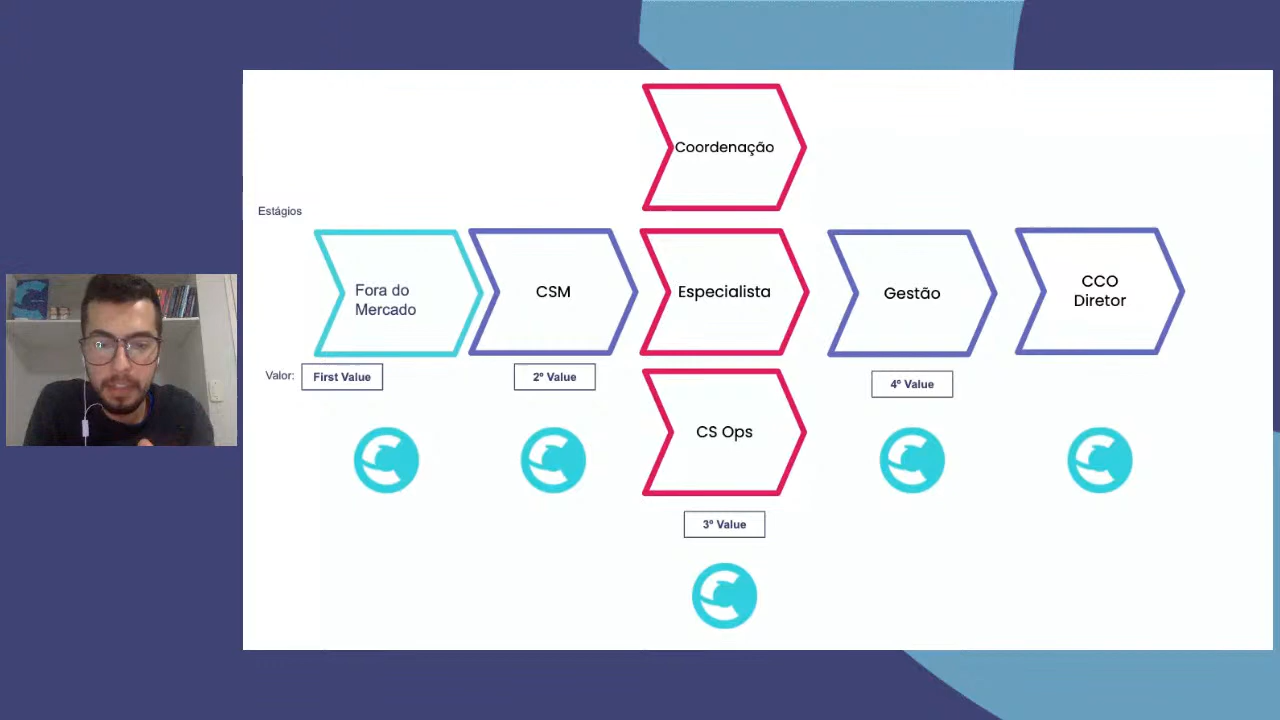 Coordenação
Estágios
Fora do
Mercado
CSM
Especialista
Gestão
CCO
Diretor
Valor:
First Value
2º Value
4º Value
CS Ops
3º Value